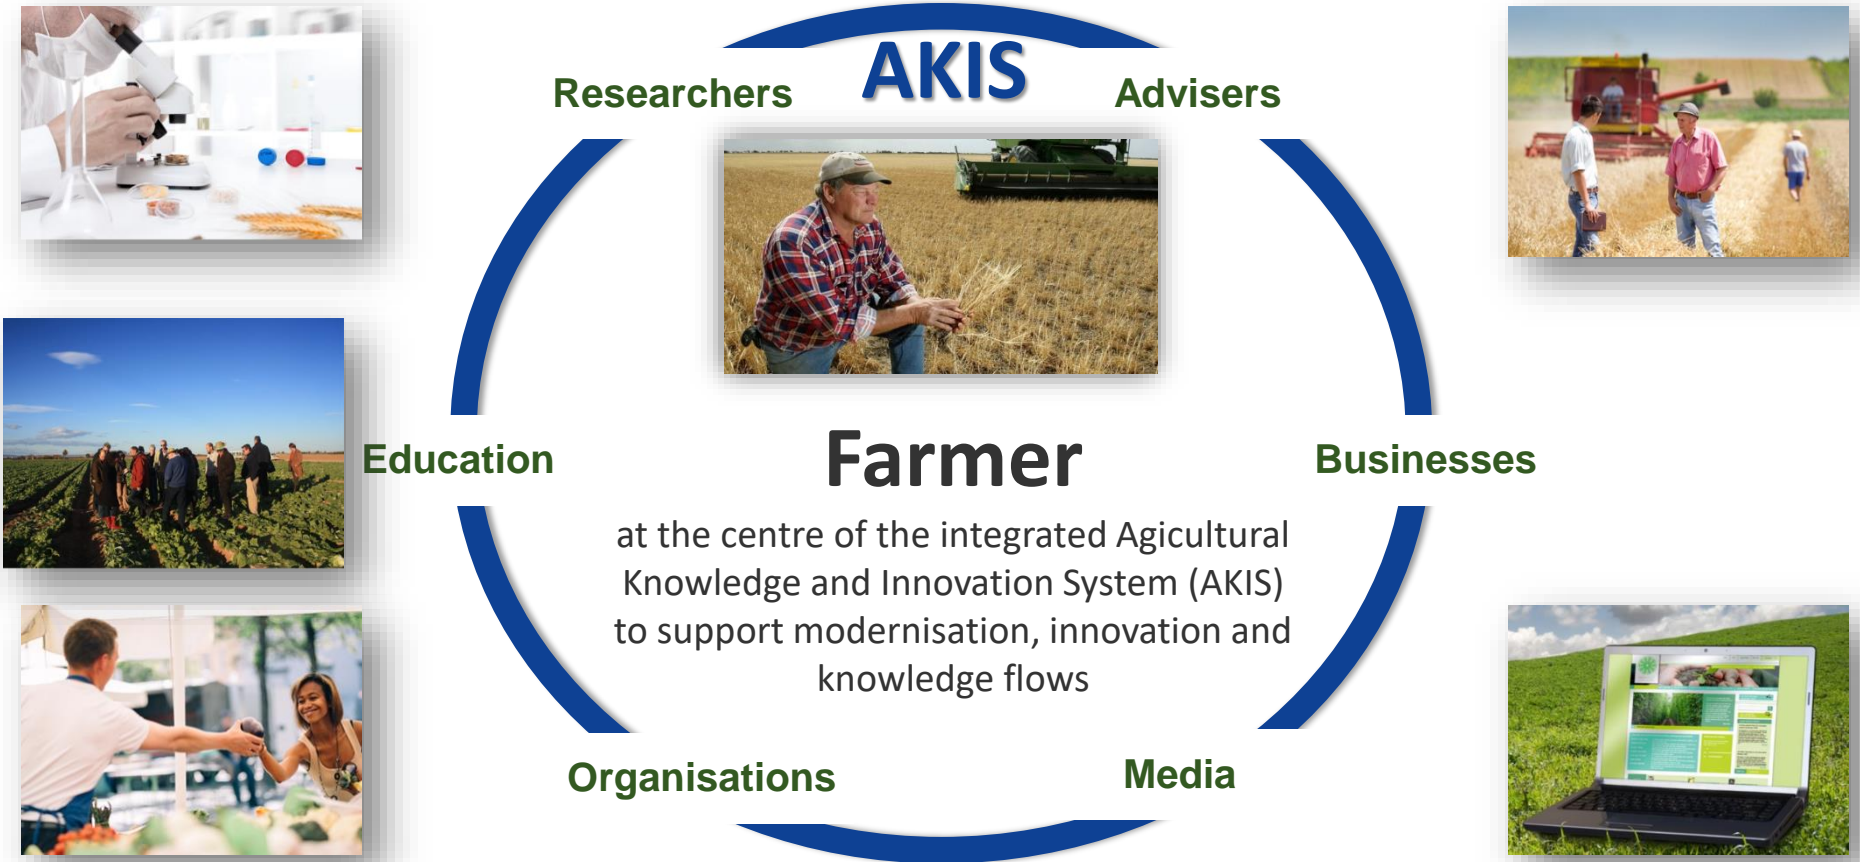 AKIS
Researchers
Advisers
Education
Farmer
Businesses
at the centre of the integrated Agicultural
Knowledge and Innovation System (AKIS)
to support modernisation, innovation and
knowledge flows
Organisations
Media